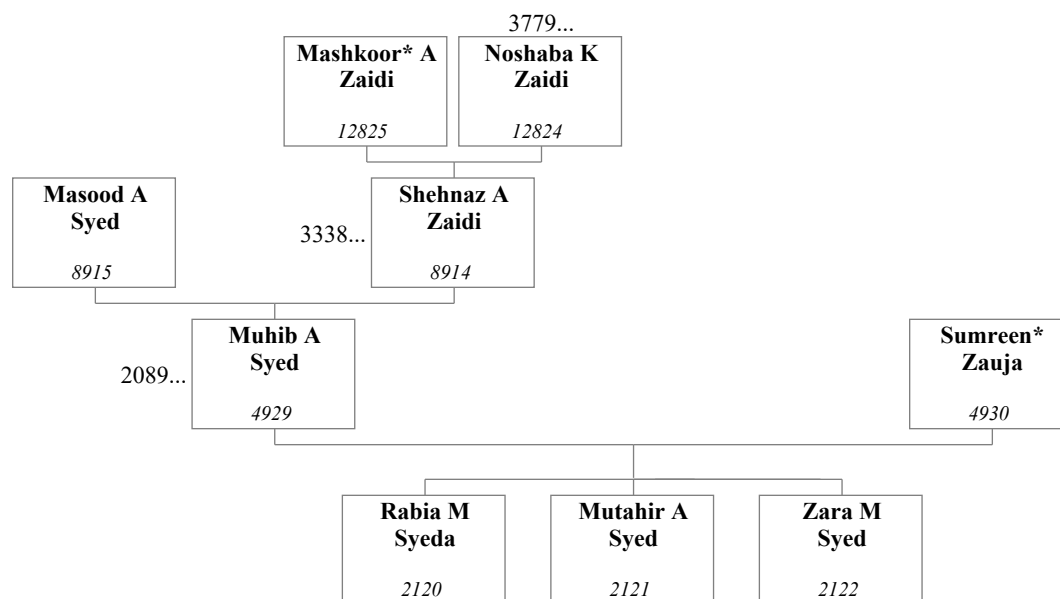 3779...
Mashkoor* A
Zaidi
12825
Noshaba K
Zaidi
12824
Masood A
Syed
8915
3338...
Shehnaz A
Zaidi
8914
2089...
Muhib A
Syed
4929
Sumreen*
Zauja
4930
Rabia M
Syeda
2120
Mutahir A
Syed
2121
Zara M
Syed
2122